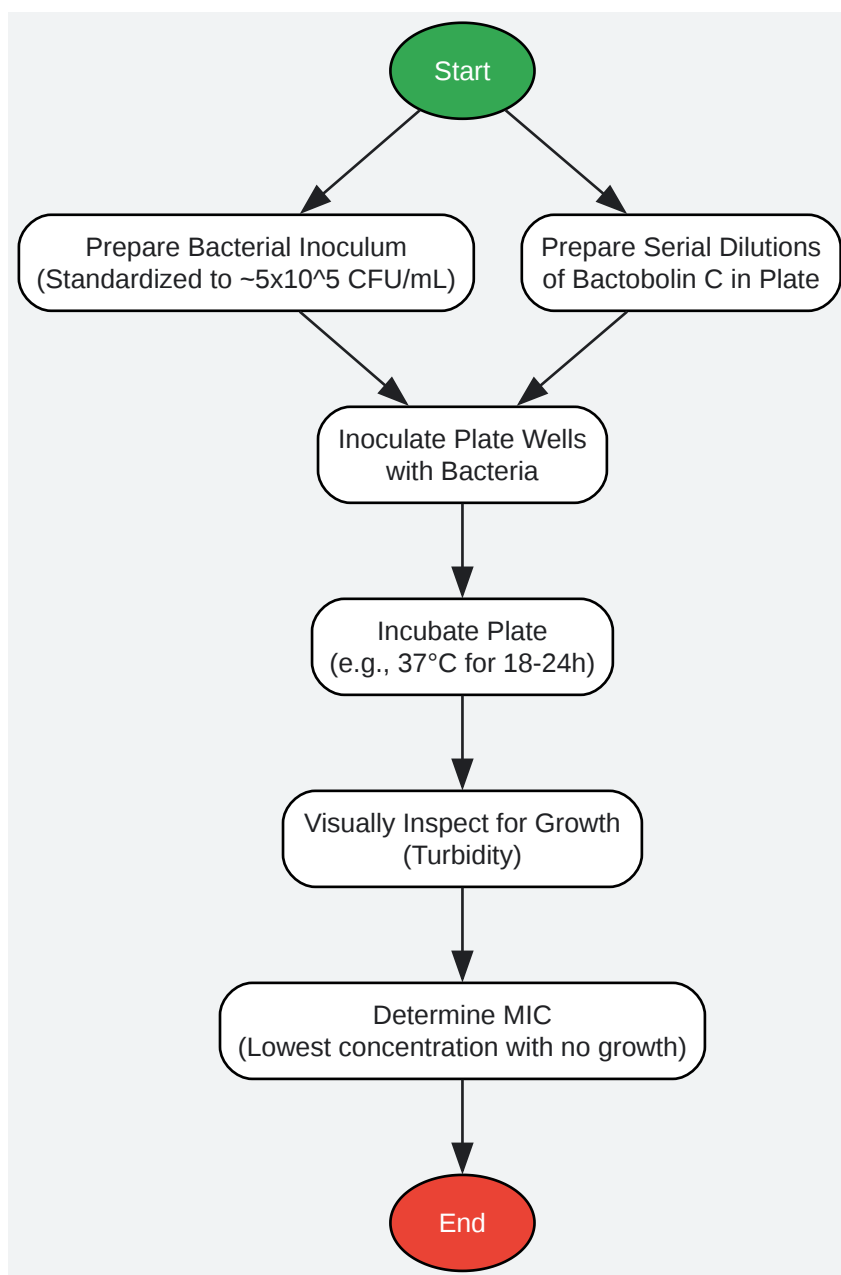 Start
Prepare Bacterial Inoculum
(Standardized to ~5x10^5 CFU/mL)
Prepare Serial Dilutions
of Bactobolin C in Plate
Inoculate Plate Wells
with Bacteria
Incubate Plate
(e.g., 37°C for 18-24h)
Visually Inspect for Growth
(Turbidity)
Determine MIC
(Lowest concentration with no growth)
End